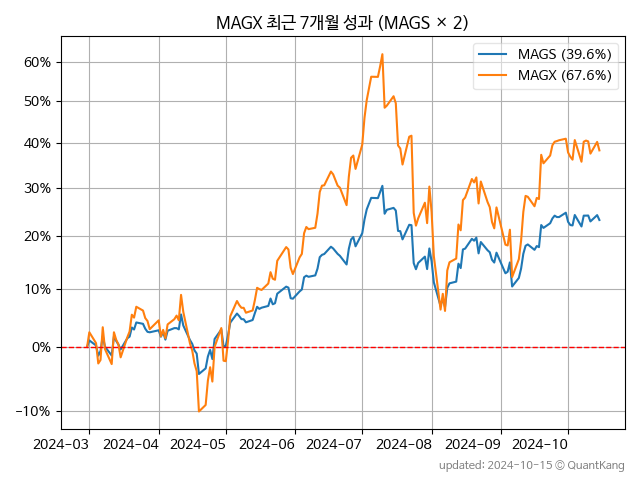 MAGX 최근 7개월 성과 (MAGS × 2)
MAGS (39.6%)
MAGX (67.6%)
60%
50%
40%
30%
20%
10%
0%
−10%
2024−03 2024−04 2024−05 2024−06 2024−07 2024−08 2024−09 2024−10
updated: 2024-10-15 © QuantKang